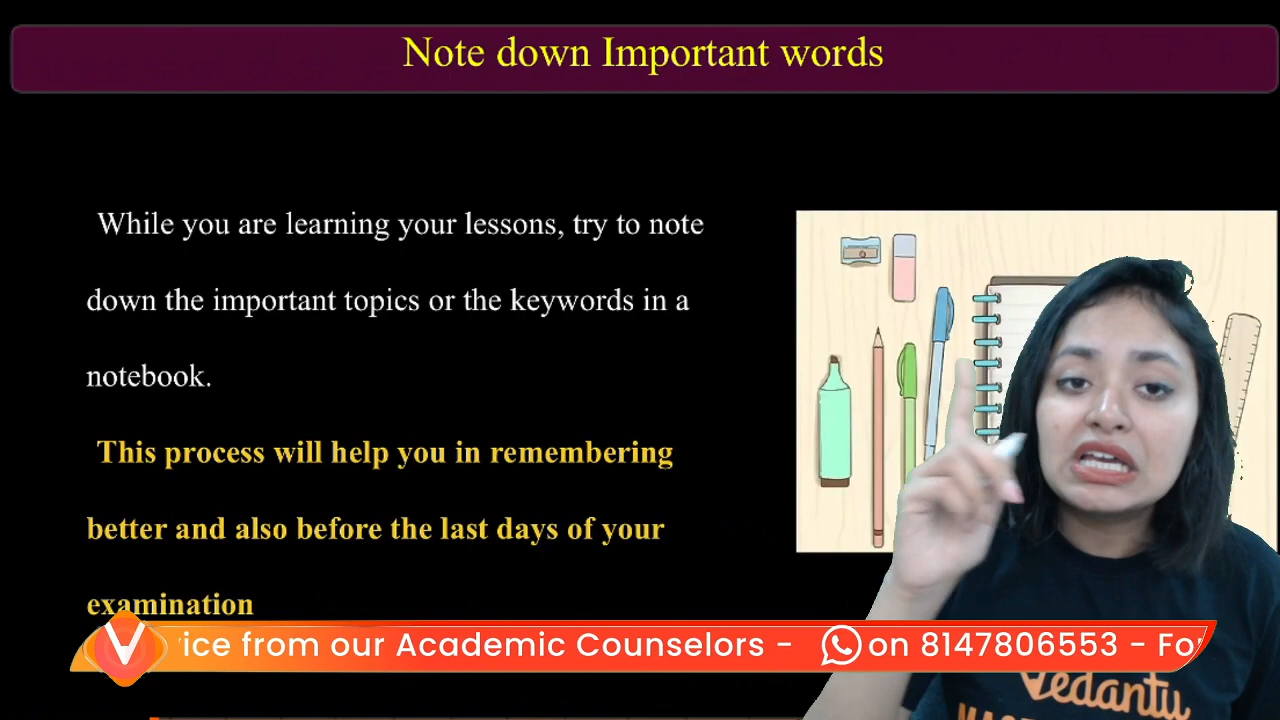 Note down Important words
While you are learning your lessons, try to note
down the important topics or the keywords in a
notebook.
This process will help you in remembering
better and also before the last days of your
examination
from our Academic Counselors - on 8147806553 -
Vedantu